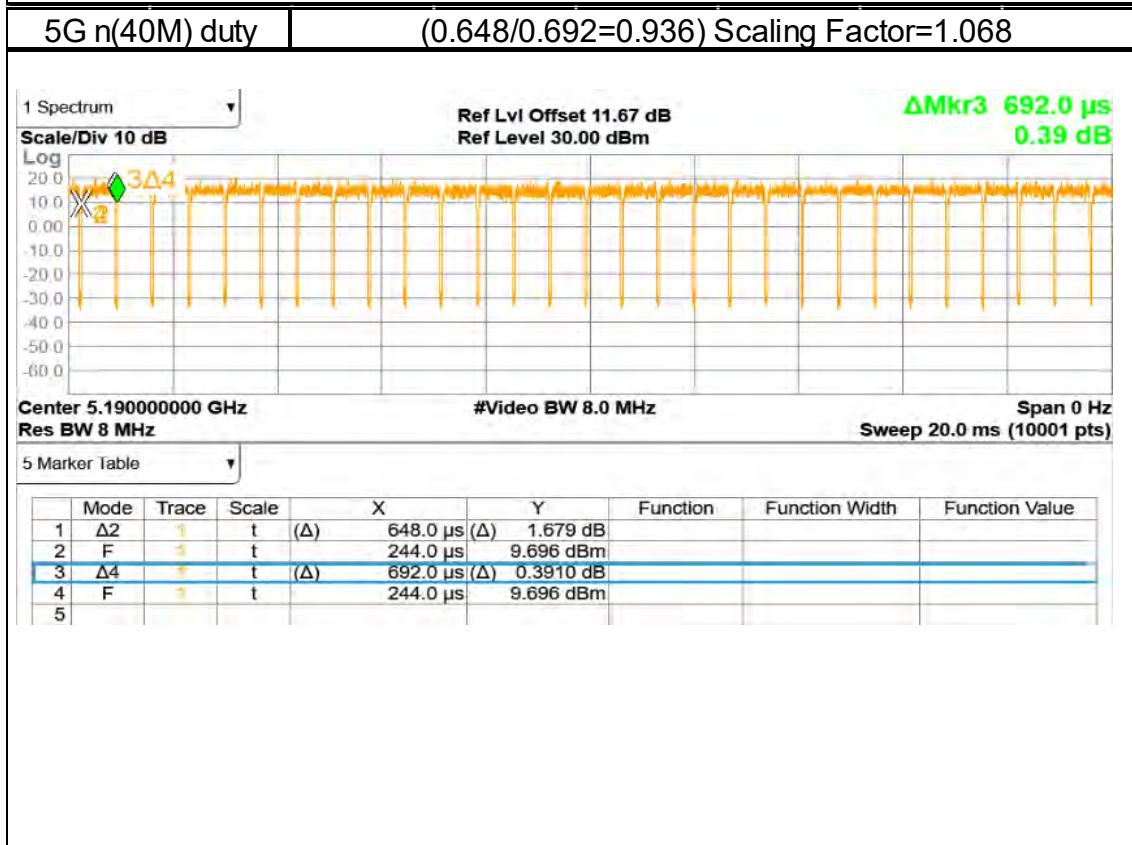 5G n(40M) duty (0.648/0.692=0.936) Scaling Factor=1.068
1 Spectrum
Scale/Div 10 dB
Ref Lvl Offset 11.67 dB
Ref Level 30.00 dBm
ΔMkr3 692.0 µs
0.39 dB
Log
20.0
10.0
0.00
-10.0
-20.0
-30.0
-40.0
-50.0
-60.0
3Δ4
Center 5.190000000 GHz
Res BW 8 MHz
#Video BW 8.0 MHz
Span 0 Hz
Sweep 20.0 ms (10001 pts)
5 Marker Table
Mode Trace Scale X Y Function Function Width Function Value
1 Δ2 1 t (Δ) 648.0 µs (Δ) 1.679 dB
2 F 1 t 244.0 µs 9.696 dBm
3 Δ4 1 t (Δ) 692.0 µs (Δ) 0.3910 dB
4 F 1 t 244.0 µs 9.696 dBm
5